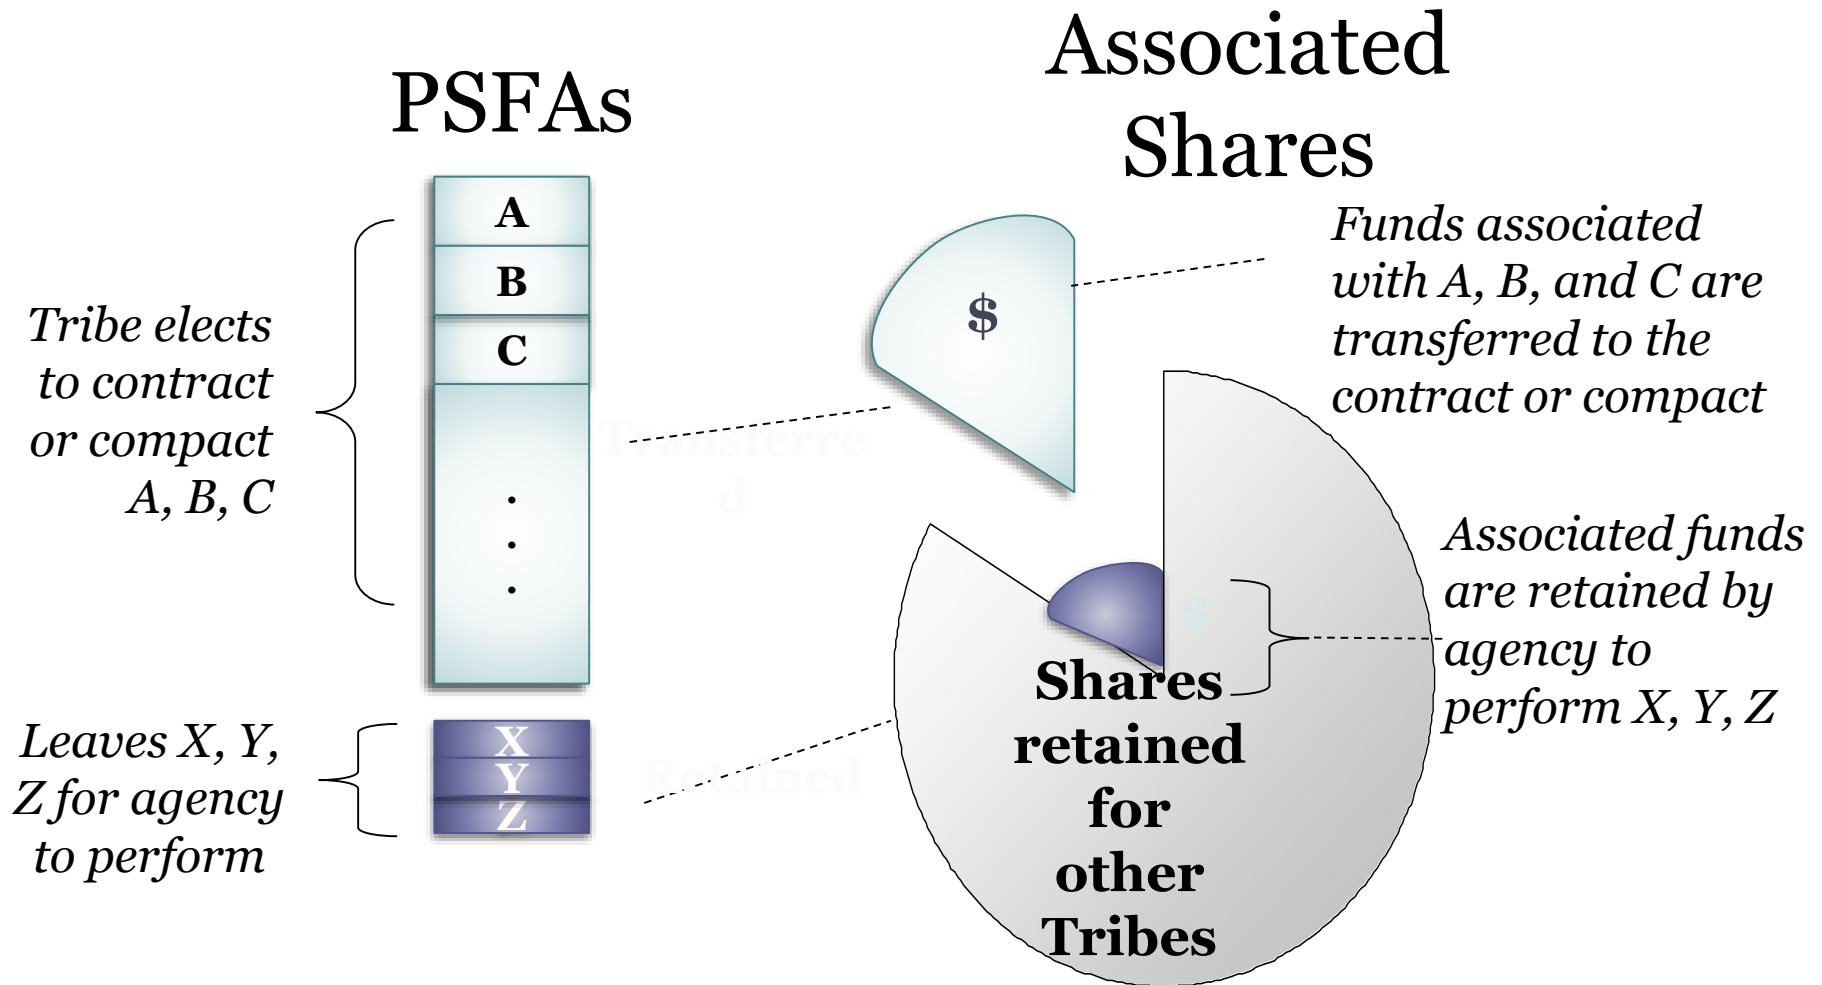 PSFAs
Associated
Shares
A
B
C
.
.
.
Tribe elects
to contract
or compact
A, B, C
Transferre
d
$
Funds associated
with A, B, and C are
transferred to the
contract or compact
X
Y
Z
Leaves X, Y,
Z for agency
to perform
Retained
$
Shares
retained
for
other
Tribes
Associated funds
are retained by
agency to
perform X, Y, Z